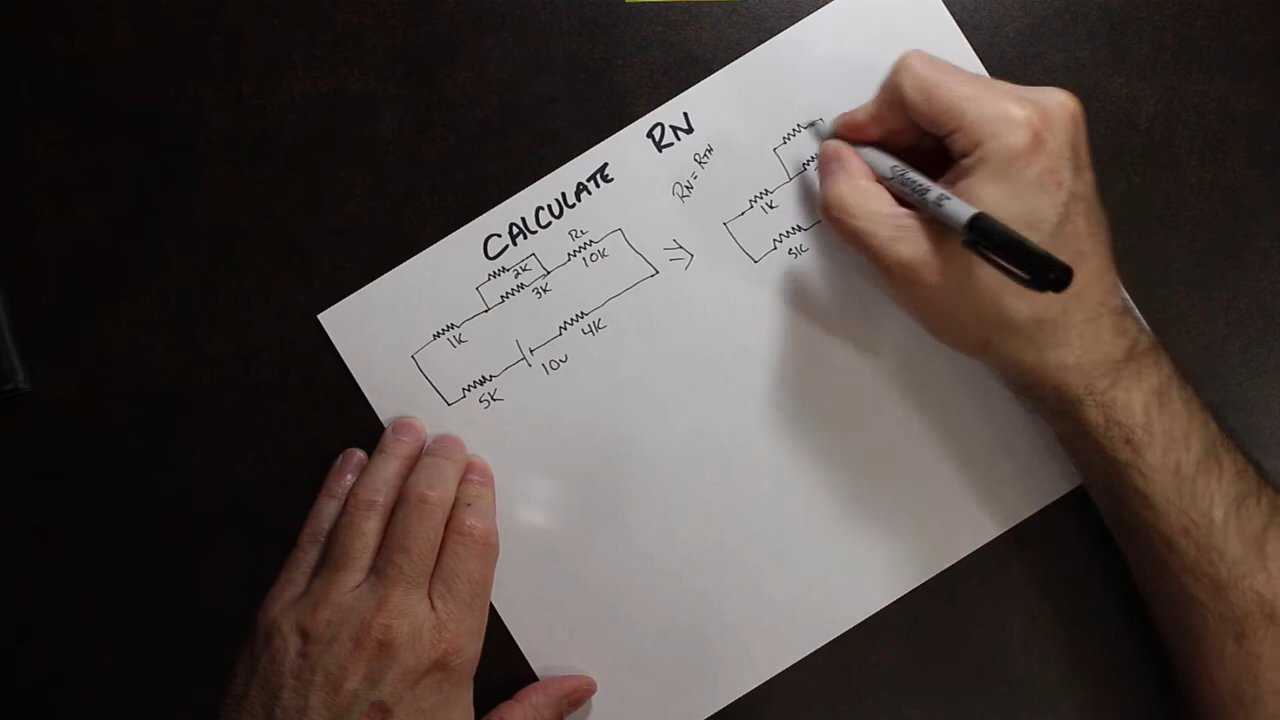 CALCULATE RN
RN = RTH
RL
2K
10K
3K
1K
4K
10V
5K
1K
5K